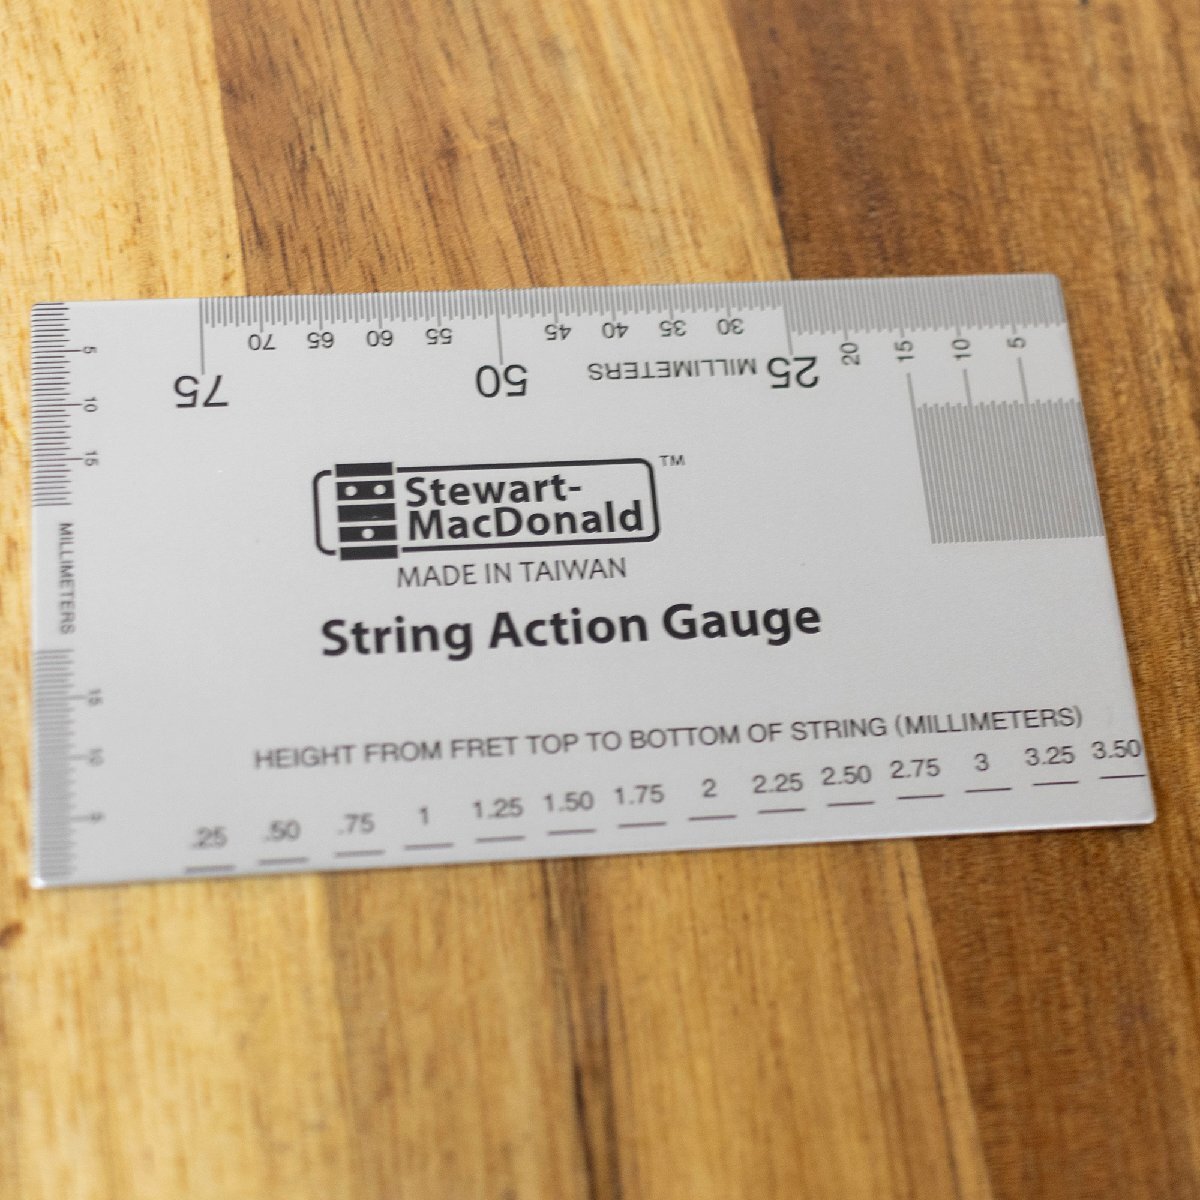 70 65 60 55 45 40 35 30 20 15 10 5
75 50 MILLIMETERS 25
5
10
15
MILLIMETERS
15
10
5
Stewart-
MacDonald
TM
MADE IN TAIWAN
String Action Gauge
HEIGHT FROM FRET TOP TO BOTTOM OF STRING (MILLIMETERS)
.25 .50 .75 1 1.25 1.50 1.75 2 2.25 2.50 2.75 3 3.25 3.50